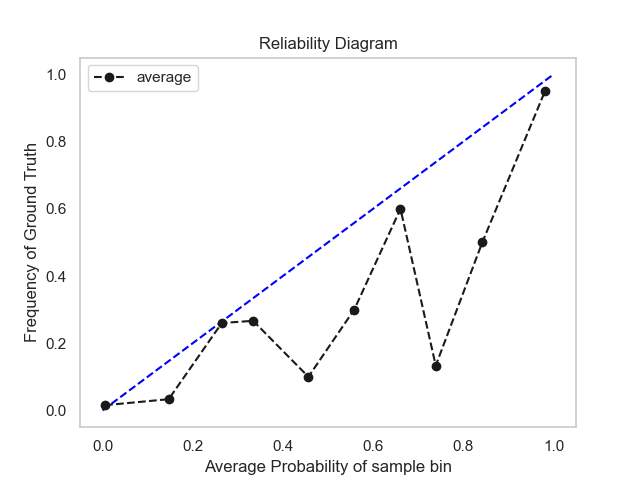 Reliability Diagram
average
1.0
0.8
0.6
0.4
0.2
0.0
Frequency of Ground Truth
0.0 0.2 0.4 0.6 0.8 1.0
Average Probability of sample bin